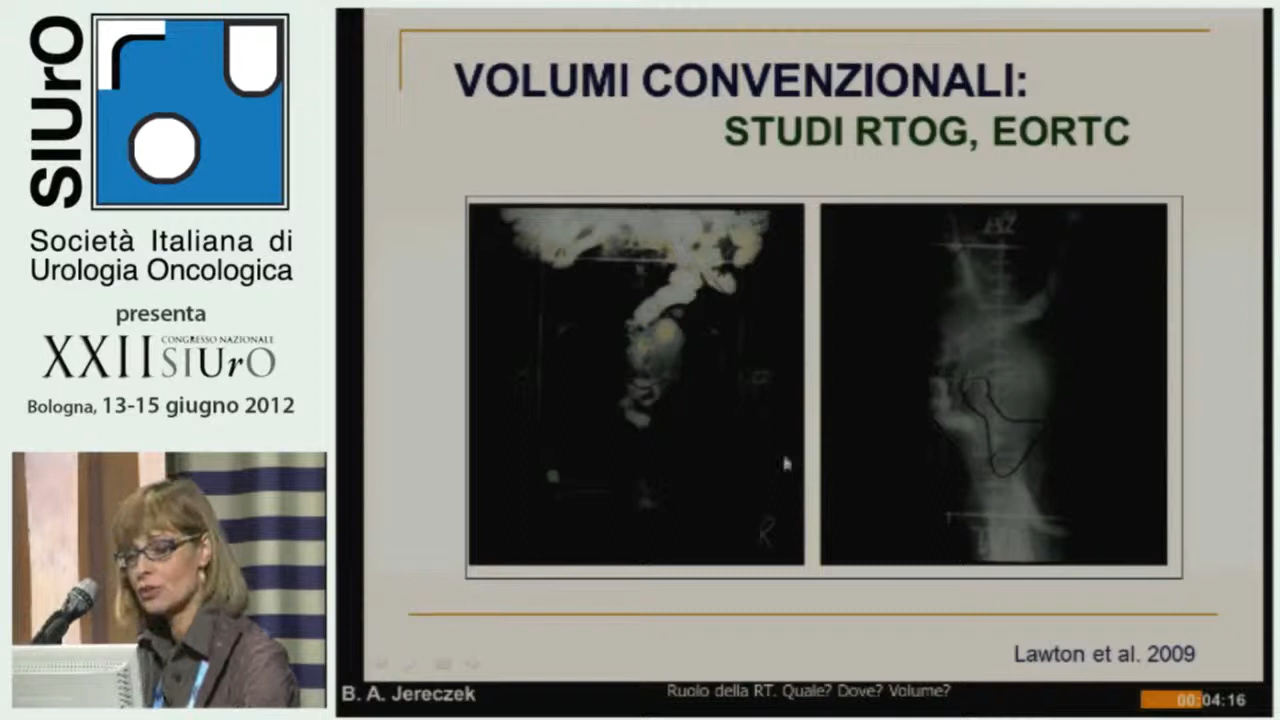 SIUrO
Società Italiana di
Urologia Oncologica
presenta
XXII CONGRESSO NAZIONALE
SIUrO
Bologna, 13-15 giugno 2012
VOLUMI CONVENZIONALI:
STUDI RTOG, EORTC
R
Lawton et al. 2009
B. A. Jereczek
Ruolo della RT. Quale? Dove? Volume?
00:04:16